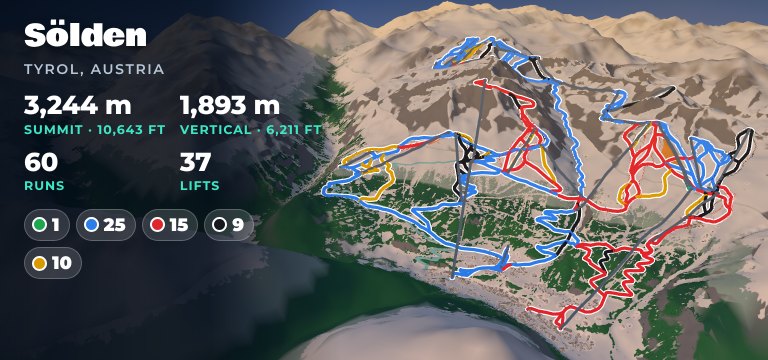 Sölden
TYROL, AUSTRIA
3,244 m 1,893 m
SUMMIT · 10,643 FT VERTICAL · 6,211 FT
60 37
RUNS LIFTS
1 25 15 9
10